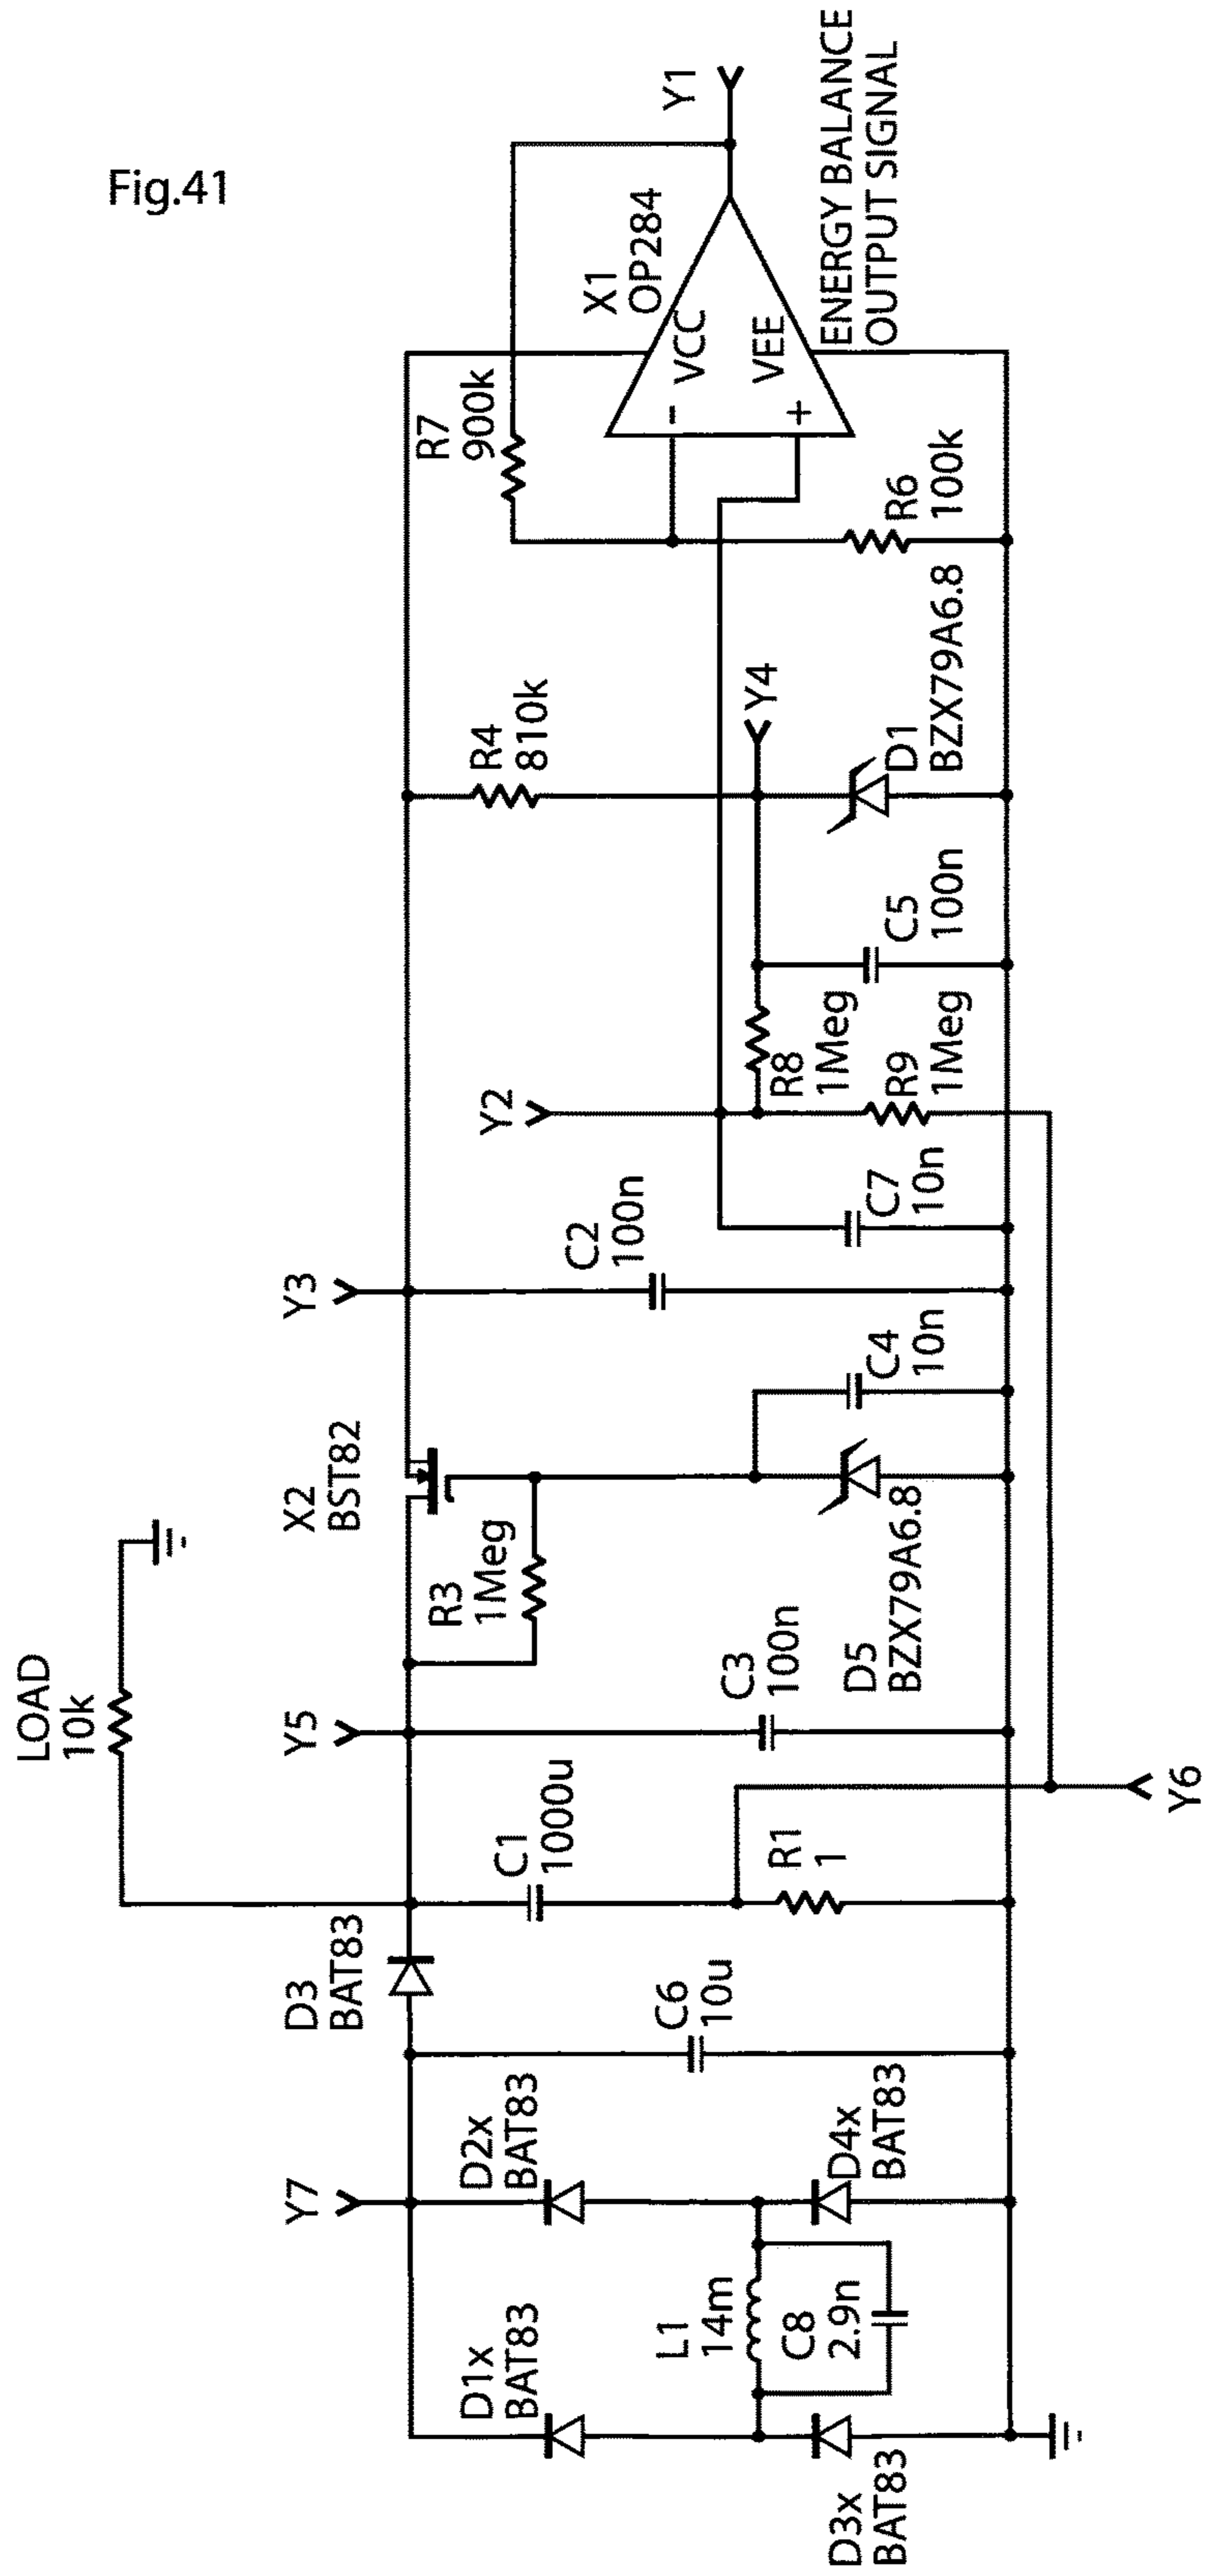 Fig.41
LOAD
10k
Y7
D3
BAT83
Y5
X2
BST82
Y3
D1x
BAT83
D2x
BAT83
C1
1000u
R3
1Meg
Y2
R4
810k
R7
900k
X1
OP284
Y1
L1
14m
C6
10u
C3
100n
C2
100n
Y4
VCC
VEE
-
+
C8
2.9n
R1
1
D3x
BAT83
D4x
BAT83
D5
BZX79A6.8
C4
10n
C7
10n
R8
1Meg
R9
1Meg
C5
100n
D1
BZX79A6.8
R6
100k
ENERGY BALANCE
OUTPUT SIGNAL
Y6